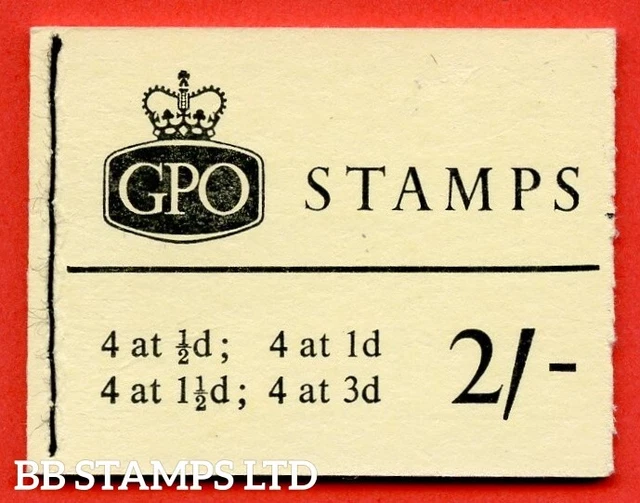 GPO STAMPS
4 at ½d; 4 at 1d
4 at 1½d; 4 at 3d
2/-
BB STAMPS LTD